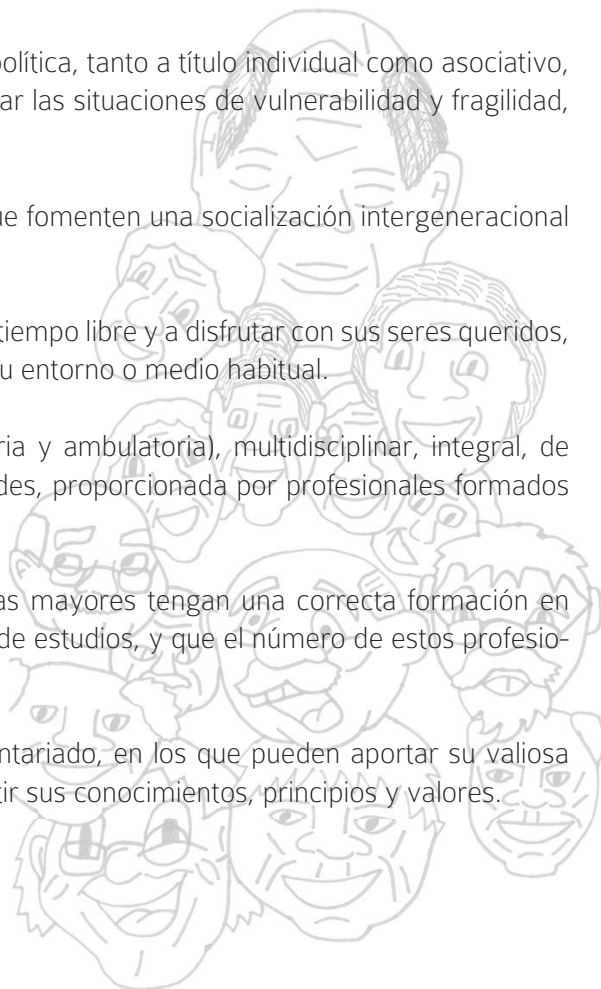 política, tanto a título individual como asociativo,
ar las situaciones de vulnerabilidad y fragilidad,
ue fomenten una socialización intergeneracional
tiempo libre y a disfrutar con sus seres queridos,
u entorno o medio habitual.
ria y ambulatoria), multidisciplinar, integral, de
des, proporcionada por profesionales formados
as mayores tengan una correcta formación en
de estudios, y que el número de estos profesio-
ntariado, en los que pueden aportar su valiosa
tir sus conocimientos, principios y valores.